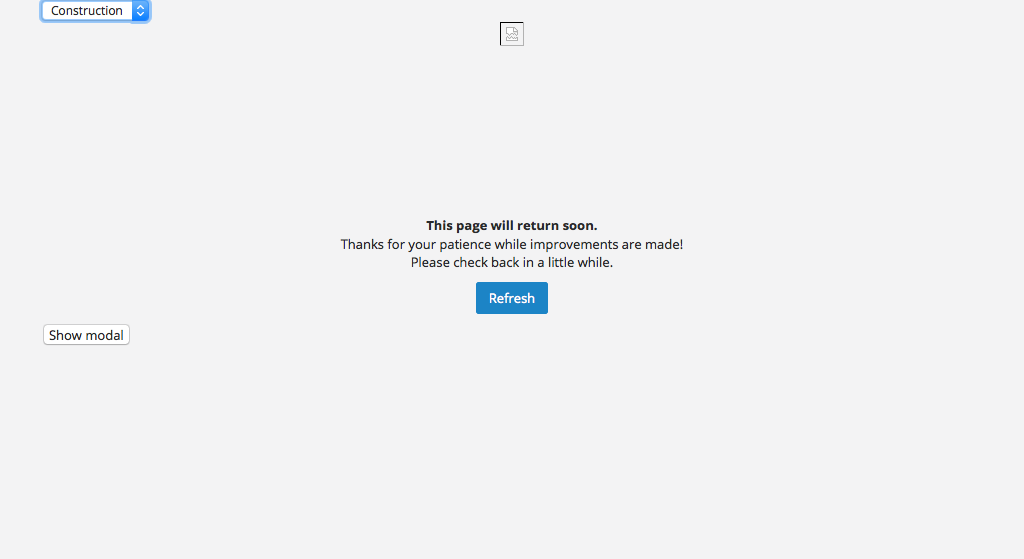 Construction
This page will return soon.
Thanks for your patience while improvements are made!
Please check back in a little while.
Refresh
Show modal